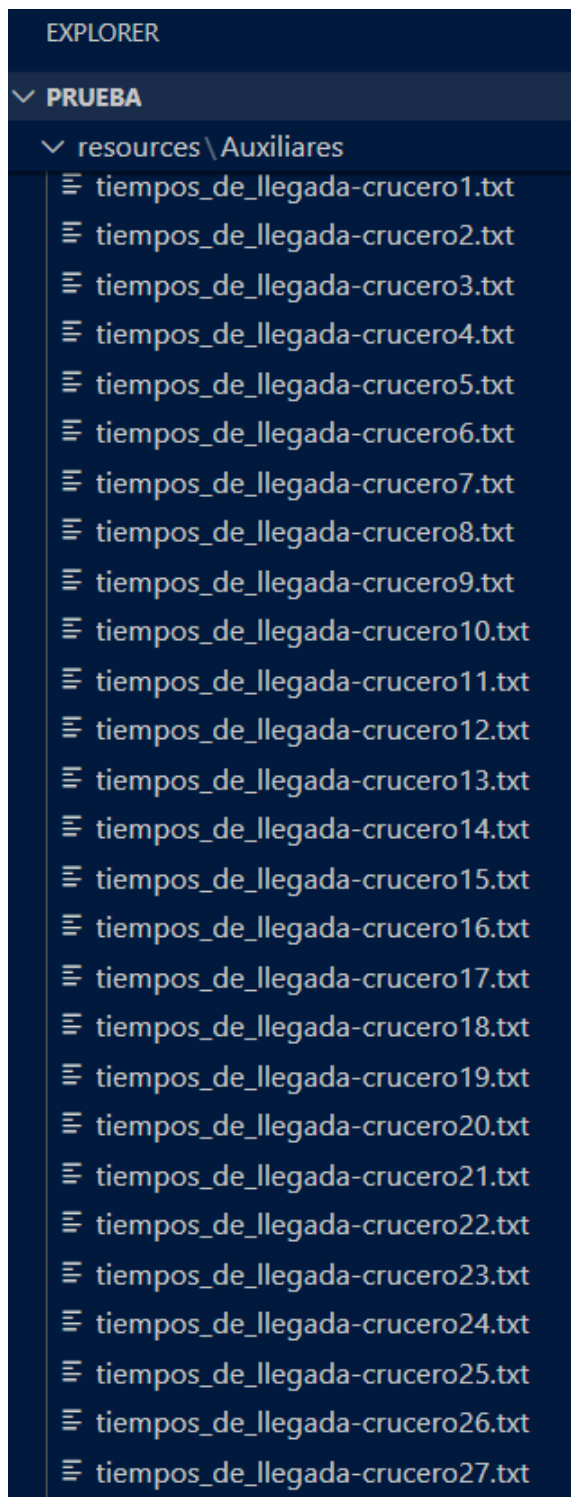 EXPLORER
PRUEBA
resources\Auxiliares
tiempos_de_llegada-crucero1.txt
tiempos_de_llegada-crucero2.txt
tiempos_de_llegada-crucero3.txt
tiempos_de_llegada-crucero4.txt
tiempos_de_llegada-crucero5.txt
tiempos_de_llegada-crucero6.txt
tiempos_de_llegada-crucero7.txt
tiempos_de_llegada-crucero8.txt
tiempos_de_llegada-crucero9.txt
tiempos_de_llegada-crucero10.txt
tiempos_de_llegada-crucero11.txt
tiempos_de_llegada-crucero12.txt
tiempos_de_llegada-crucero13.txt
tiempos_de_llegada-crucero14.txt
tiempos_de_llegada-crucero15.txt
tiempos_de_llegada-crucero16.txt
tiempos_de_llegada-crucero17.txt
tiempos_de_llegada-crucero18.txt
tiempos_de_llegada-crucero19.txt
tiempos_de_llegada-crucero20.txt
tiempos_de_llegada-crucero21.txt
tiempos_de_llegada-crucero22.txt
tiempos_de_llegada-crucero23.txt
tiempos_de_llegada-crucero24.txt
tiempos_de_llegada-crucero25.txt
tiempos_de_llegada-crucero26.txt
tiempos_de_llegada-crucero27.txt